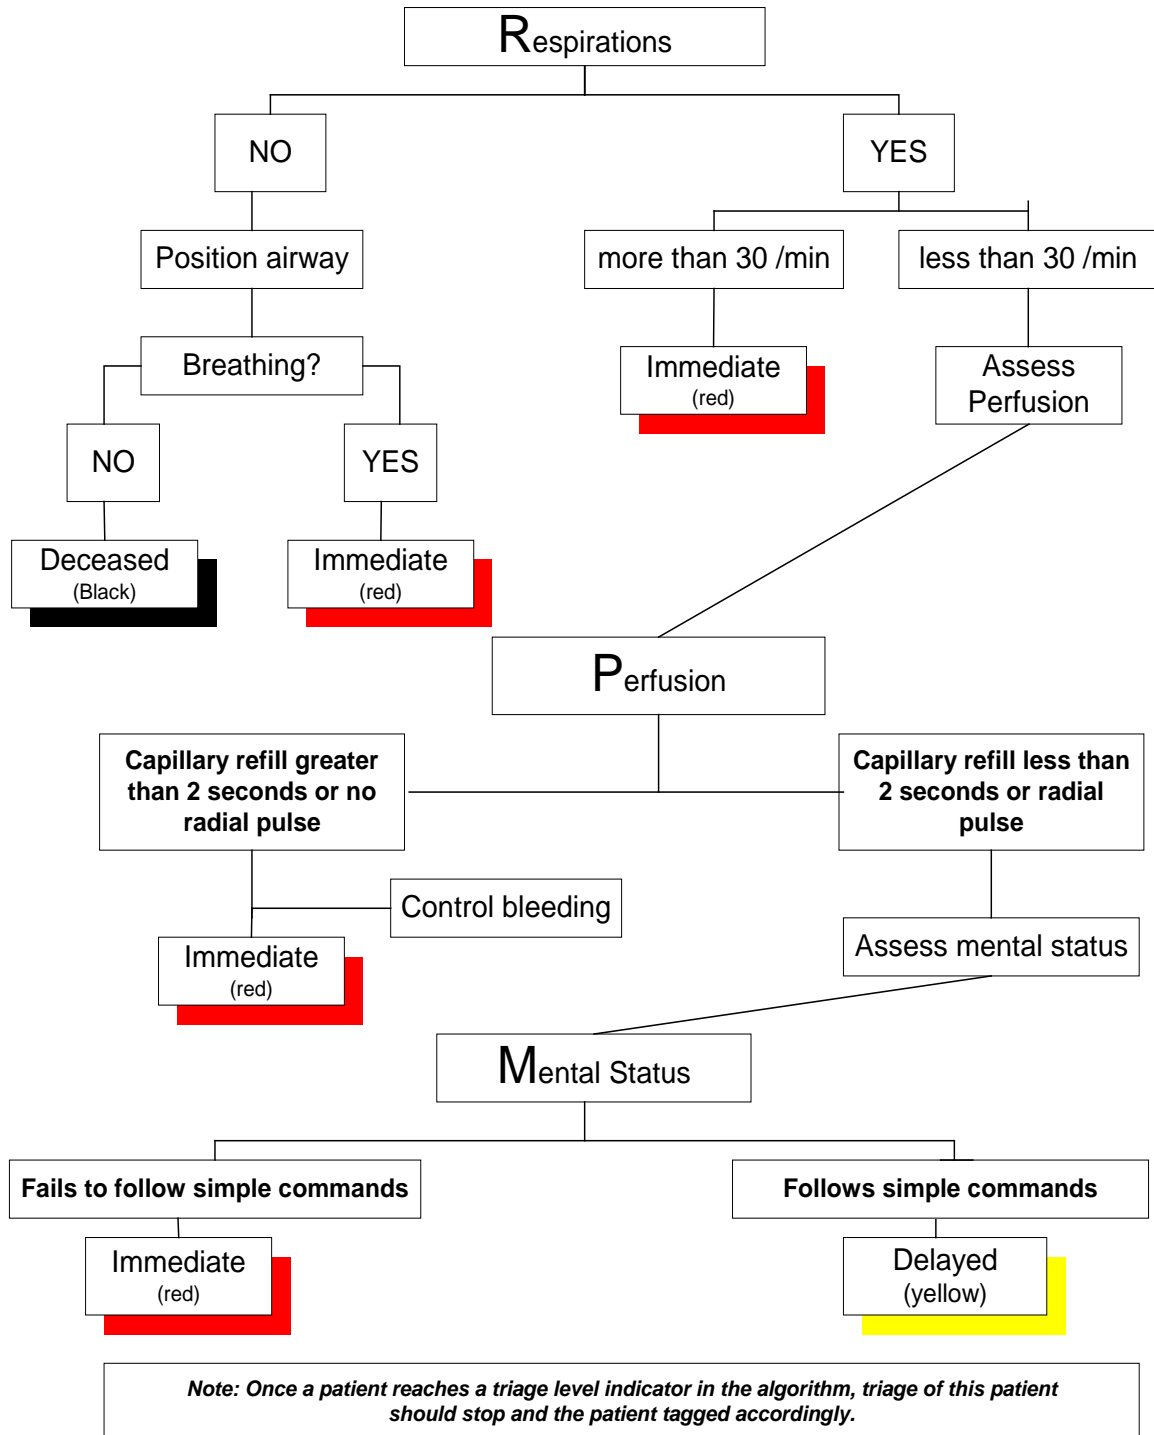 Respirations
NO
YES
Position airway
more than 30 /min
less than 30 /min
Breathing?
Immediate
(red)
Assess
Perfusion
NO
YES
Deceased
(Black)
Immediate
(red)
Perfusion
Capillary refill greater
than 2 seconds or no
radial pulse
Capillary refill less than
2 seconds or radial
pulse
Control bleeding
Immediate
(red)
Assess mental status
Mental Status
Fails to follow simple commands
Follows simple commands
Immediate
(red)
Delayed
(yellow)
Note: Once a patient reaches a triage level indicator in the algorithm, triage of this patient
should stop and the patient tagged accordingly.